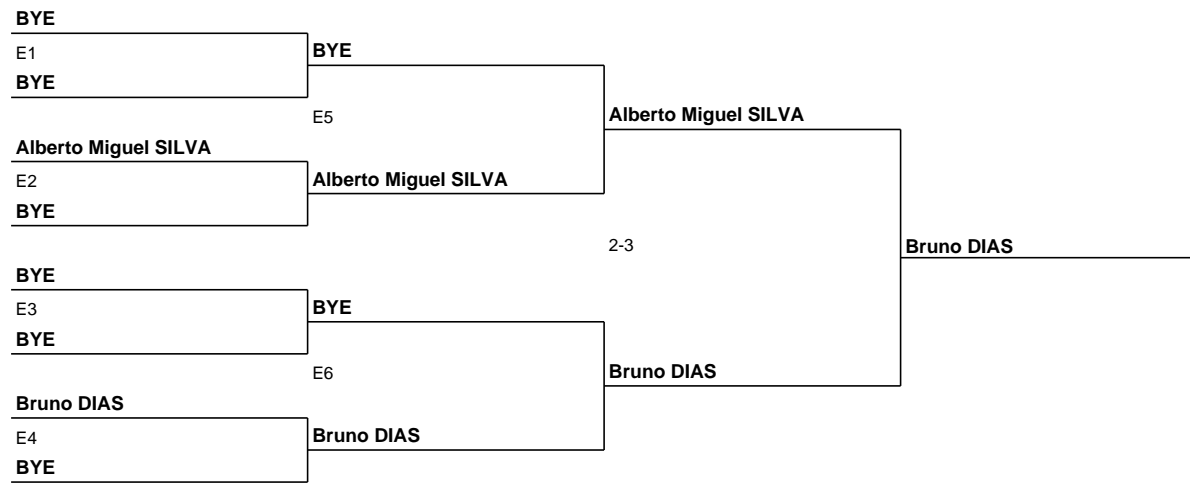 BYE
E1
BYE
BYE
E5
Alberto Miguel SILVA
Alberto Miguel SILVA
E2
Alberto Miguel SILVA
BYE
2-3
Bruno DIAS
BYE
E3
BYE
BYE
E6
Bruno DIAS
Bruno DIAS
E4
Bruno DIAS
BYE